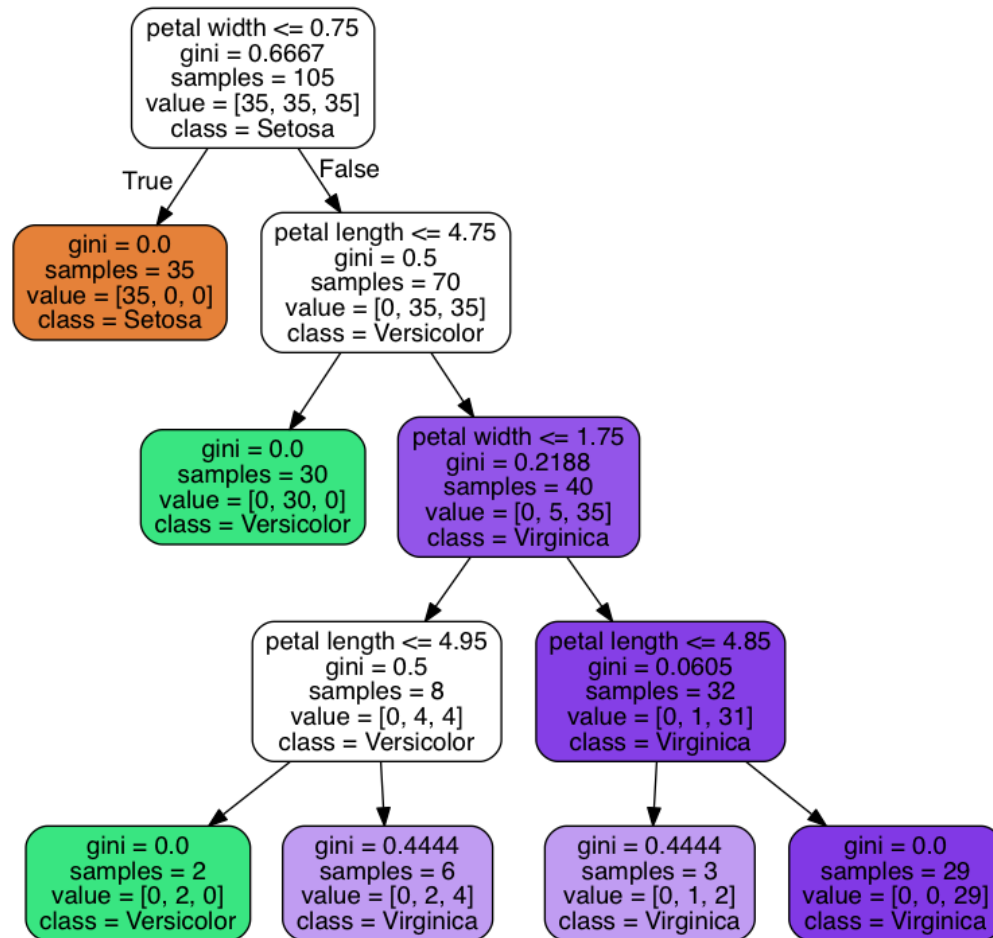 petal width <= 0.75
gini = 0.6667
samples = 105
value = [35, 35, 35]
class = Setosa
True
False
gini = 0.0
samples = 35
value = [35, 0, 0]
class = Setosa
petal length <= 4.75
gini = 0.5
samples = 70
value = [0, 35, 35]
class = Versicolor
gini = 0.0
samples = 30
value = [0, 30, 0]
class = Versicolor
petal width <= 1.75
gini = 0.2188
samples = 40
value = [0, 5, 35]
class = Virginica
petal length <= 4.95
gini = 0.5
samples = 8
value = [0, 4, 4]
class = Versicolor
petal length <= 4.85
gini = 0.0605
samples = 32
value = [0, 1, 31]
class = Virginica
gini = 0.0
samples = 2
value = [0, 2, 0]
class = Versicolor
gini = 0.4444
samples = 6
value = [0, 2, 4]
class = Virginica
gini = 0.4444
samples = 3
value = [0, 1, 2]
class = Virginica
gini = 0.0
samples = 29
value = [0, 0, 29]
class = Virginica